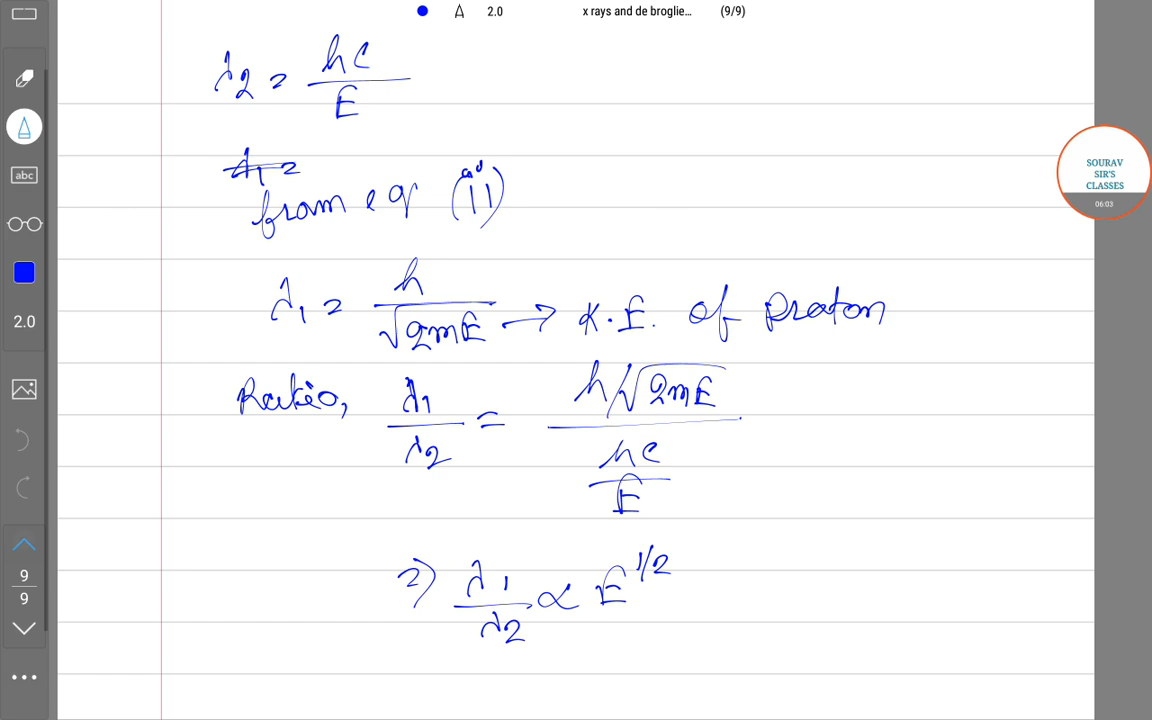 2.0 x rays and de broglie... (9/9)
λ2 = hc/E
λ1 =
from eq (ii)
λ1 = h/√2mE → K.E. of proton
Ratio, λ1/λ2 = h/√2mE / hc/E
⇒ λ1/λ2 ∝ E^1/2
abc
2.0
9
9
SOURAV
SIR'S
CLASSES
06:03